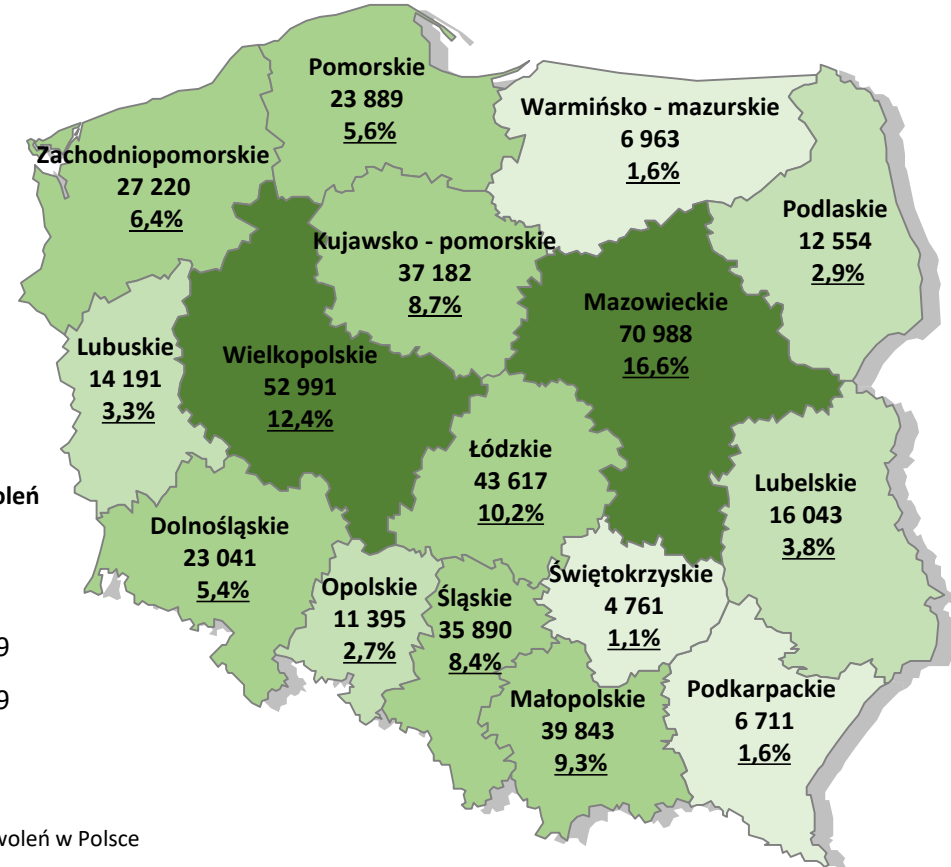 Pomorskie
23 889
5,6%
Warmińsko - mazurskie
6 963
1,6%
Zachodniopomorskie
27 220
6,4%
Podlaskie
12 554
2,9%
Kujawsko - pomorskie
37 182
8,7%
Mazowieckie
70 988
16,6%
Lubuskie
14 191
3,3%
Wielkopolskie
52 991
12,4%
Łódzkie
43 617
10,2%
Lubelskie
16 043
3,8%
oleń
Dolnośląskie
23 041
5,4%
Opolskie
11 395
2,7%
Śląskie
35 890
8,4%
Świętokrzyskie
4 761
1,1%
9
9
Małopolskie
39 843
9,3%
Podkarpackie
6 711
1,6%
woleń w Polsce